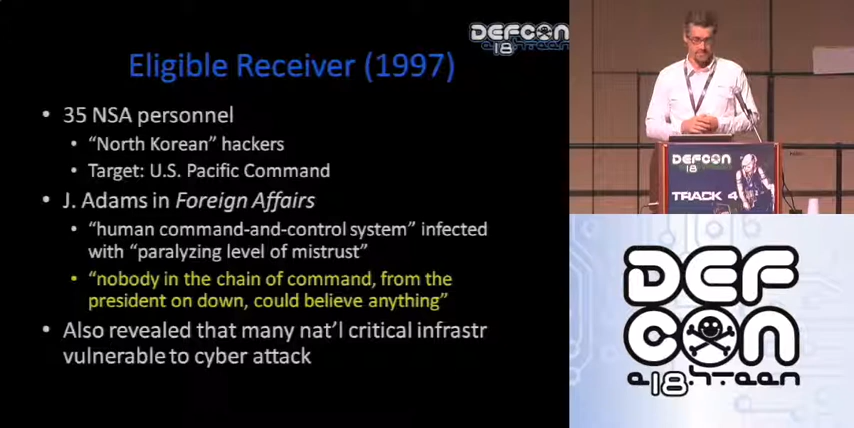 DEFCON
18
Eligible Receiver (1997)
• 35 NSA personnel
• "North Korean" hackers
• Target: U.S. Pacific Command
• J. Adams in Foreign Affairs
• "human command-and-control system" infected
with "paralyzing level of mistrust"
• "nobody in the chain of command, from the
president on down, could believe anything"
• Also revealed that many nat'l critical infrastr
vulnerable to cyber attack
DEFCON
18
TRACK 4
DEF
CON
e18h-teen